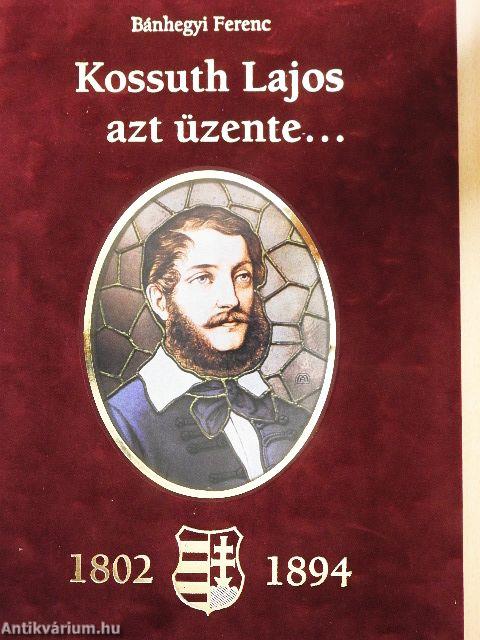 Bánhegyi Ferenc
Kossuth Lajos
azt üzente...
1802 1894
Antikvárium.hu